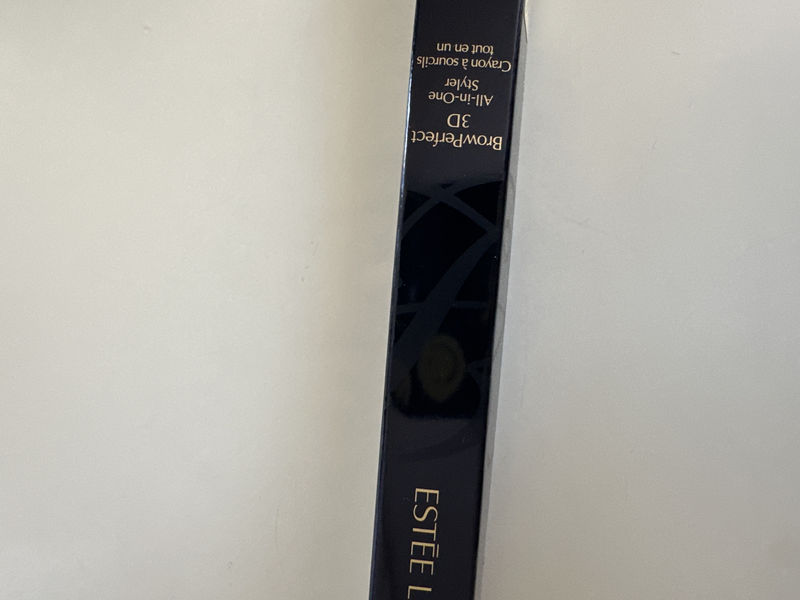 BrowPerfect
3D
All-in-One
Styler
Crayon à sourcils
tout en un
ESTĒE L